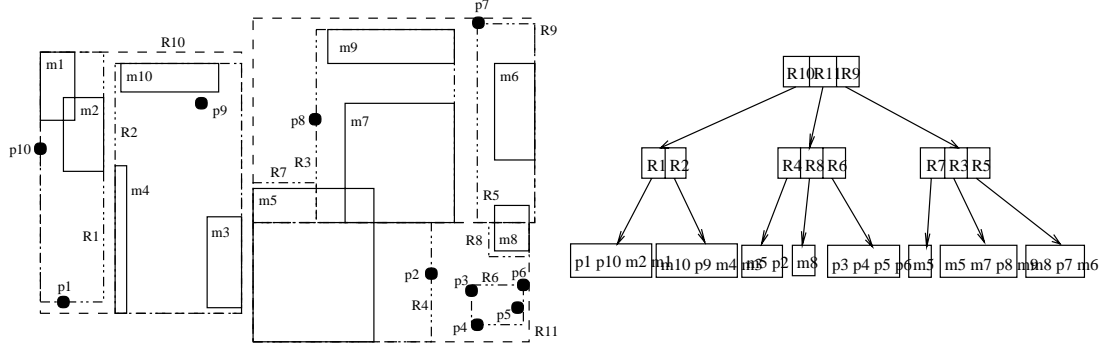 p7
R10
R9
m1
m10
m9
m6
m2
p9
R2
p8
m7
p10
R3
R7
m4
m5
R5
R1
R8
m8
m3
p2
R6
p6
p3
R4
p5
p1
p4
R11
R10 R11 R9
R1 R2
R4 R8 R6
R7 R3 R5
p1 p10 m2 m1
m10 p9 m4 m3
m5 p2
m8
p3 p4 p5 p6
m5
m5 m7 p8 m9
m8 p7 m6